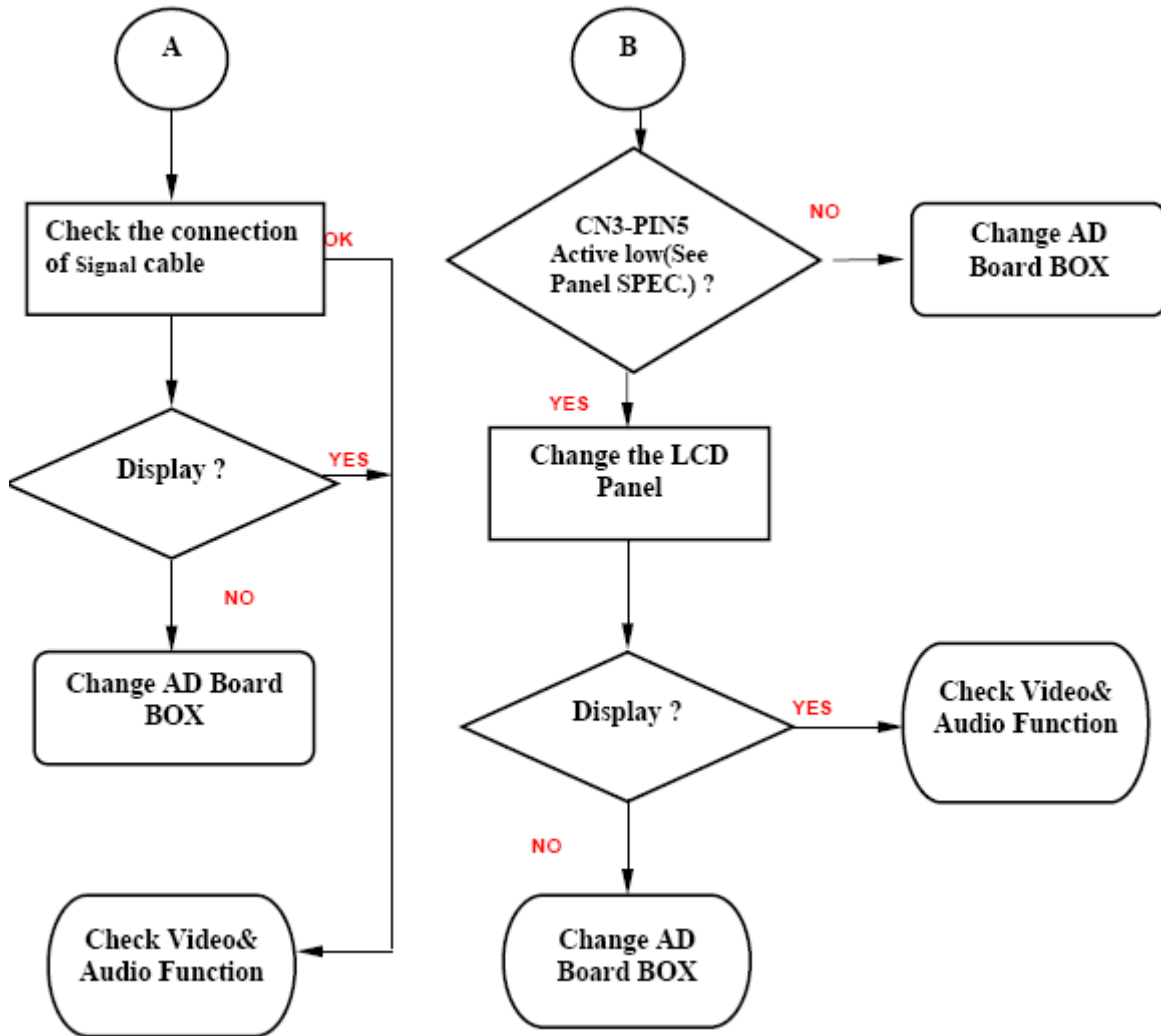 A
Check the connection
of Signal cable
OK
Display ?
YES
NO
Change AD Board
BOX
Check Video&
Audio Function
B
CN3-PIN5
Active low(See
Panel SPEC.) ?
NO
Change AD
Board BOX
YES
Change the LCD
Panel
Display ?
YES
Check Video&
Audio Function
NO
Change AD
Board BOX